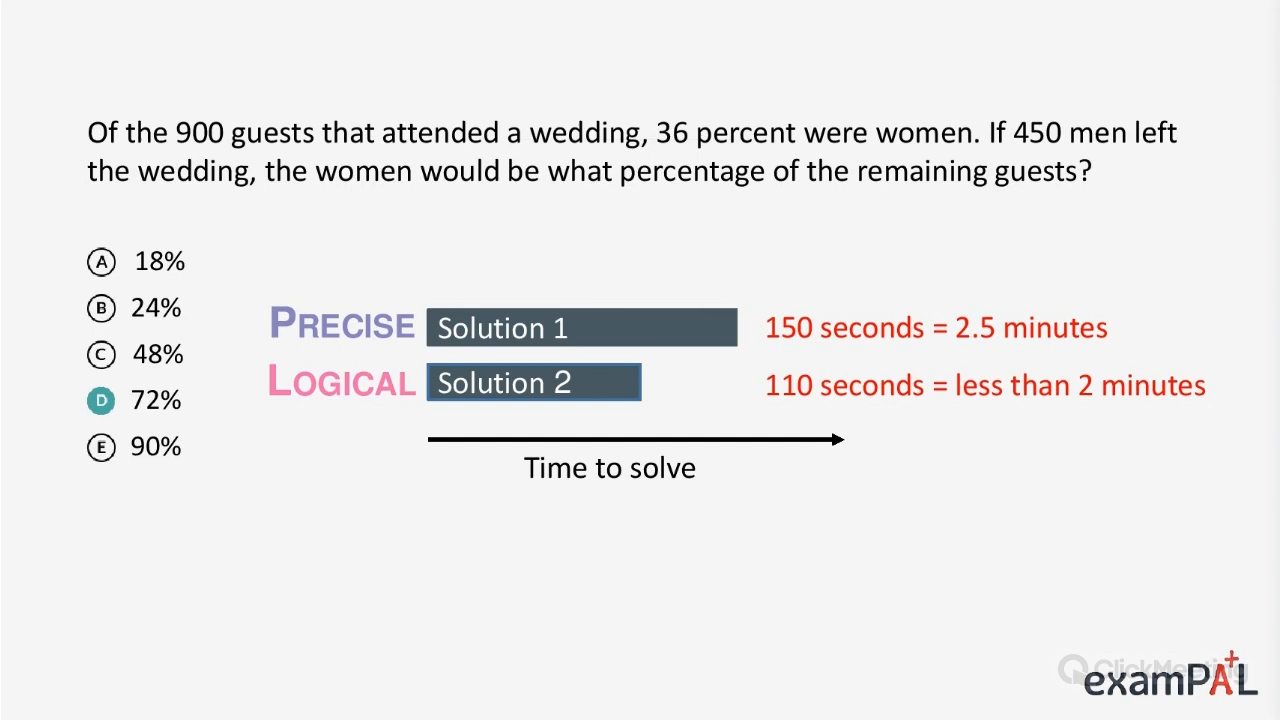 Of the 900 guests that attended a wedding, 36 percent were women. If 450 men left
the wedding, the women would be what percentage of the remaining guests?
A 18%
B 24%
C 48%
D 72%
E 90%
PRECISE Solution 1 150 seconds = 2.5 minutes
LOGICAL Solution 2 110 seconds = less than 2 minutes
Time to solve
ClickMeeting
examPAL+